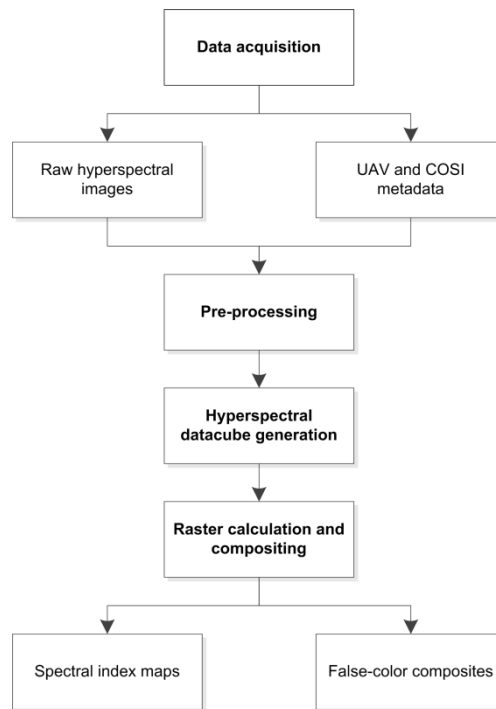 Data acquisition
Raw hyperspectral
images
UAV and COSI
metadata
Pre-processing
Hyperspectral
datacube generation
Raster calculation and
compositing
Spectral index maps
False-color composites